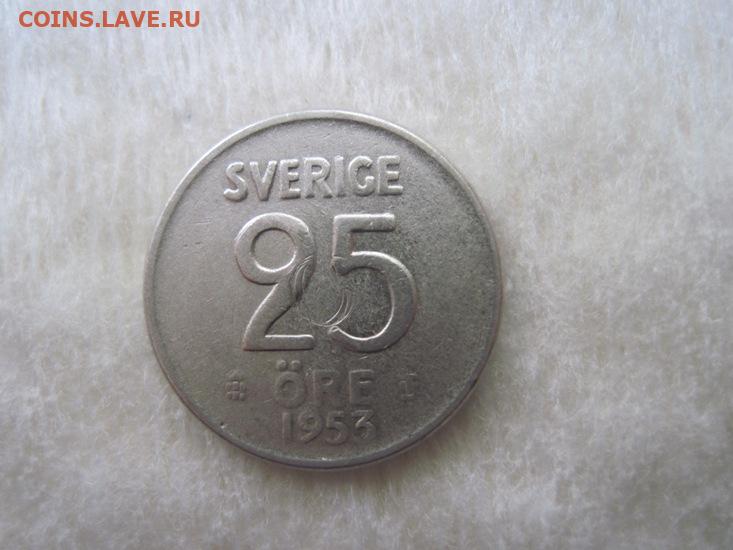 COINS.LAVE.RU
SVERIGE
25
ÖRE
1953